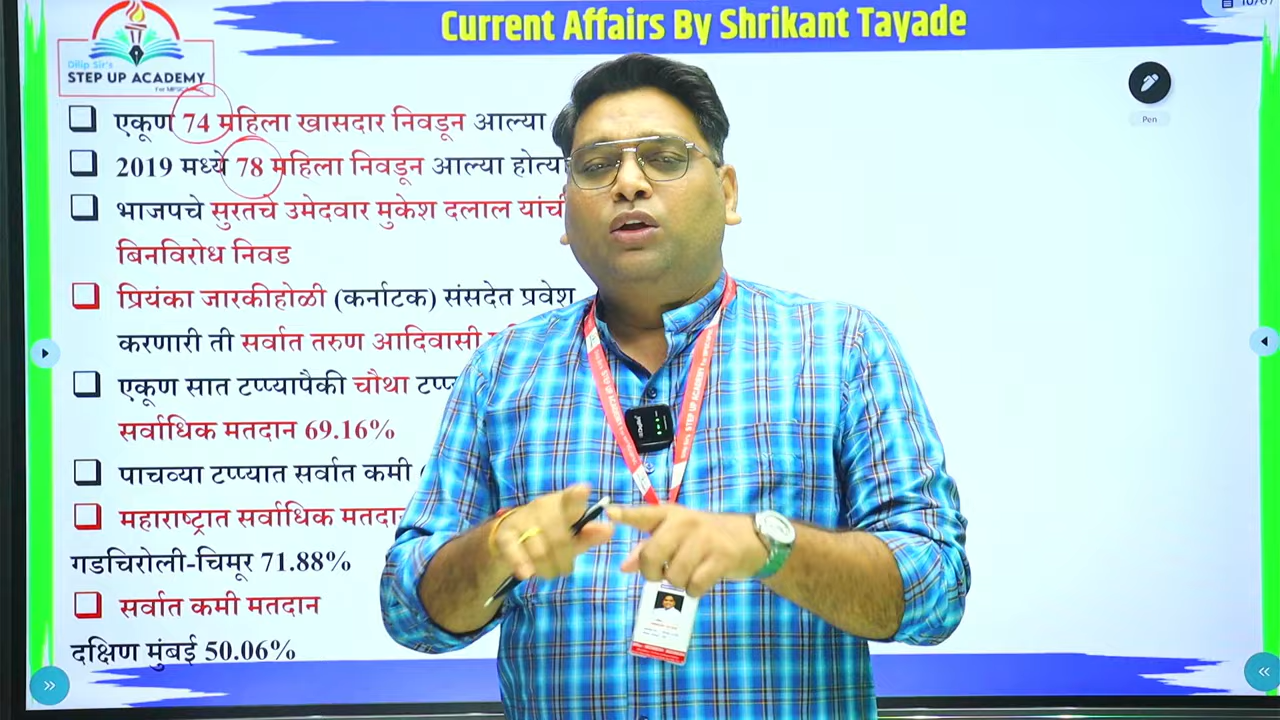 Current Affairs By Shrikant Tayade
Dilip Sir's
STEP UP ACADEMY
Pen
एकूण 74 महिला खासदार निवडून आल्या
2019 मध्ये 78 महिला निवडून आल्या होत्या
भाजपचे सुरतचे उमेदवार मुकेश दलाल यांची
बिनविरोध निवड
प्रियंका जारकीहोळी (कर्नाटक) संसदेत प्रवेश
करणारी ती सर्वात तरुण आदिवासी
एकूण सात टप्प्यापैकी चौथा
सर्वाधिक मतदान 69.16%
पाचव्या टप्प्यात सर्वात कमी
महाराष्ट्रात सर्वाधिक
गडचिरोली-चिमूर 71.88%
सर्वात कमी मतदान
दक्षिण मुंबई 50.06%
STEP UP ACADEMY